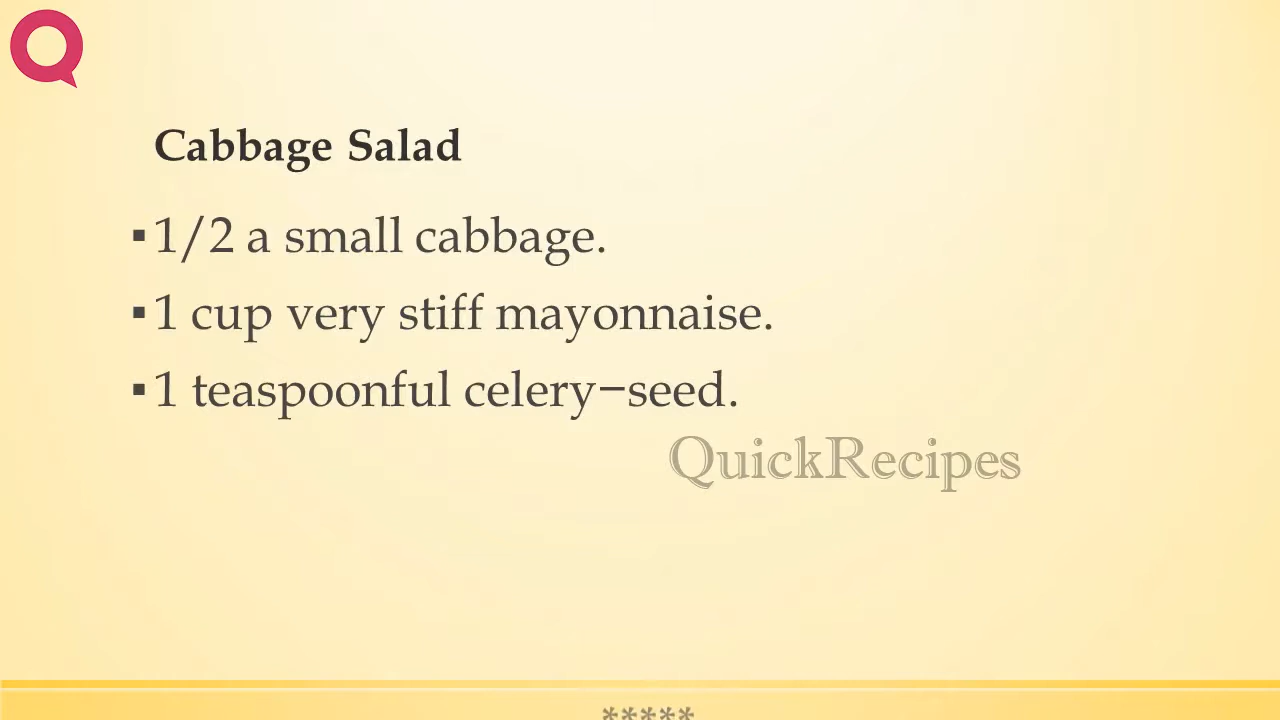 Cabbage Salad
▪1/2 a small cabbage.
▪1 cup very stiff mayonnaise.
▪1 teaspoonful celery−seed.
QuickRecipes
*****